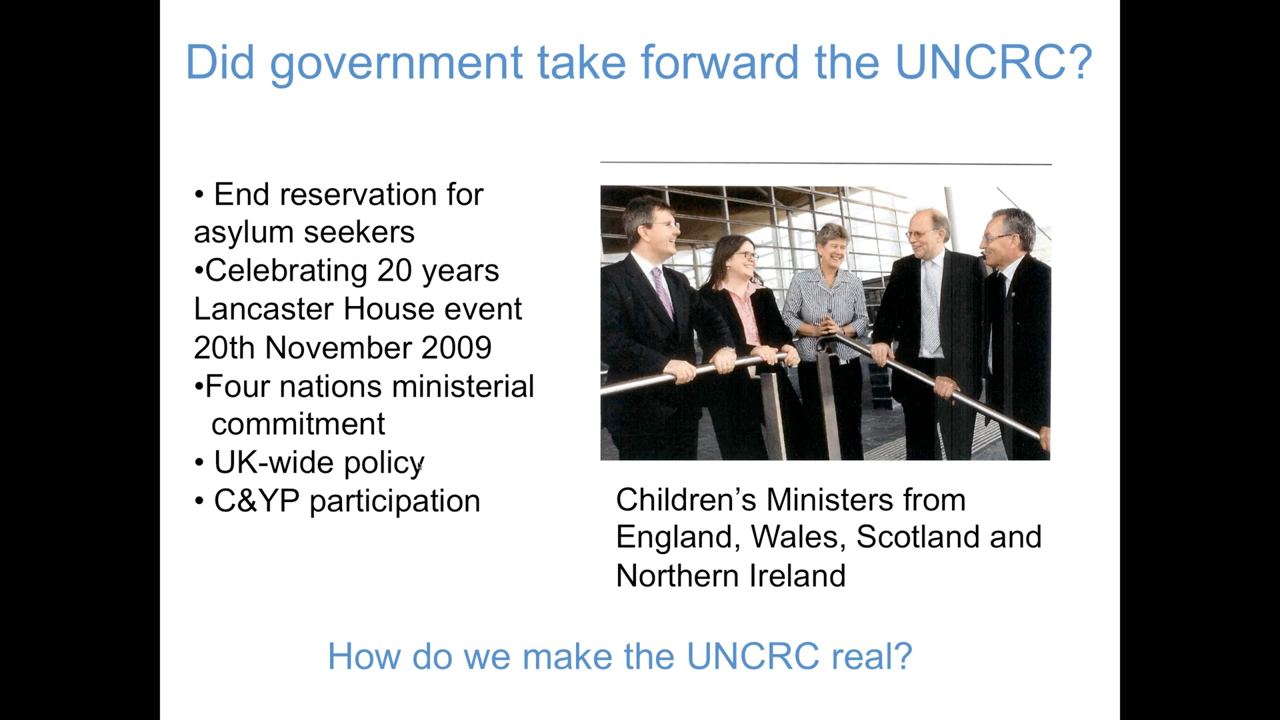 Did government take forward the UNCRC?
• End reservation for
asylum seekers
•Celebrating 20 years
Lancaster House event
20th November 2009
•Four nations ministerial
commitment
• UK-wide policy
• C&YP participation
Children’s Ministers from
England, Wales, Scotland and
Northern Ireland
How do we make the UNCRC real?